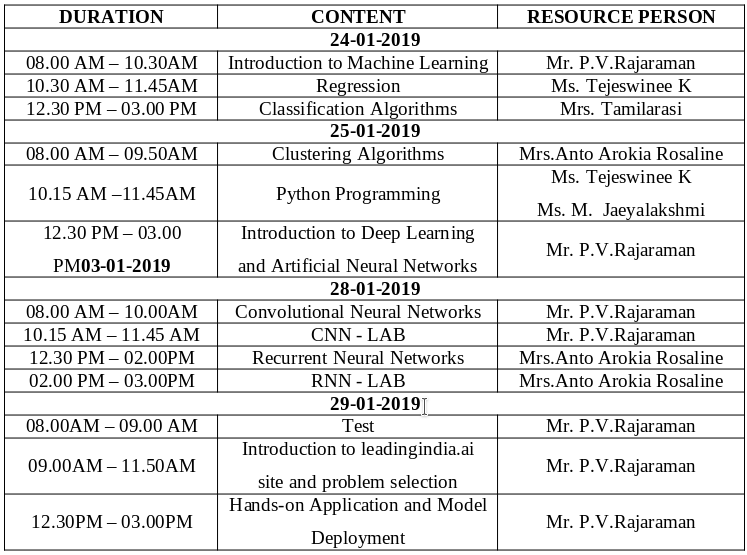 DURATION CONTENT RESOURCE PERSON
24-01-2019
08.00 AM – 10.30AM Introduction to Machine Learning Mr. P.V.Rajaraman
10.30 AM – 11.45AM Regression Ms. Tejeswinee K
12.30 PM – 03.00 PM Classification Algorithms Mrs. Tamilarasi
25-01-2019
08.00 AM – 09.50AM Clustering Algorithms Mrs.Anto Arokia Rosaline
10.15 AM –11.45AM Python Programming Ms. Tejeswinee K
Ms. M. Jaeyalakshmi
12.30 PM – 03.00 Introduction to Deep Learning Mr. P.V.Rajaraman
PM03-01-2019 and Artificial Neural Networks
28-01-2019
08.00 AM – 10.00AM Convolutional Neural Networks Mr. P.V.Rajaraman
10.15 AM – 11.45 AM CNN - LAB Mr. P.V.Rajaraman
12.30 PM – 02.00PM Recurrent Neural Networks Mrs.Anto Arokia Rosaline
02.00 PM – 03.00PM RNN - LAB Mrs.Anto Arokia Rosaline
29-01-2019
08.00AM – 09.00 AM Test Mr. P.V.Rajaraman
09.00AM – 11.50AM Introduction to leadingindia.ai Mr. P.V.Rajaraman
site and problem selection
12.30PM – 03.00PM Hands-on Application and Model Mr. P.V.Rajaraman
Deployment